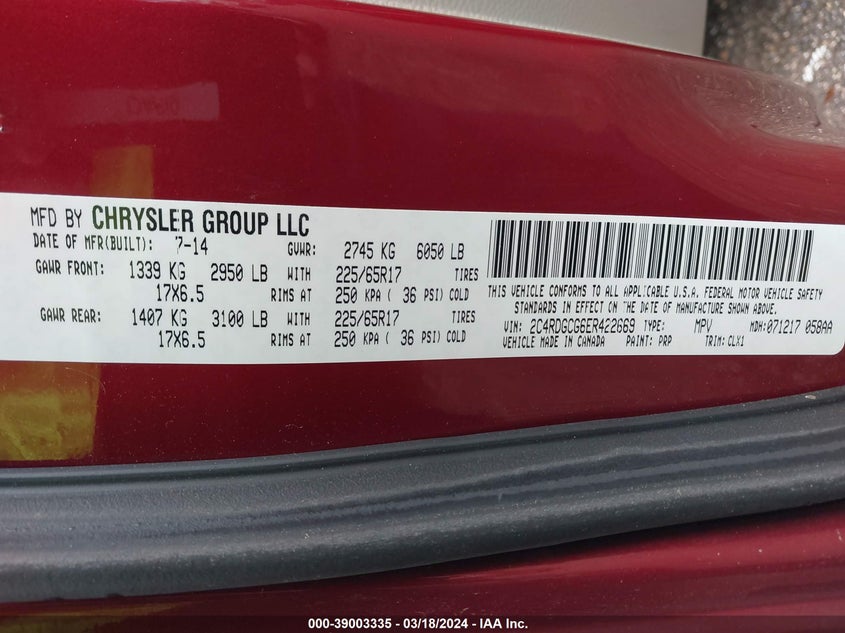 MFD BY CHRYSLER GROUP LLC
DATE OF MFR(BUILT): 7-14 GVWR: 2745 KG 6050 LB
GAWR FRONT: 1339 KG 2950 LB WITH 225/65R17 TIRES
17X6.5 RIMS AT 250 KPA ( 36 PSI) COLD
GAWR REAR: 1407 KG 3100 LB WITH 225/65R17 TIRES
17X6.5 RIMS AT 250 KPA ( 36 PSI) COLD
THIS VEHICLE CONFORMS TO ALL APPLICABLE U.S.A. FEDERAL MOTOR VEHICLE SAFETY
STANDARDS IN EFFECT ON THE DATE OF MANUFACTURE SHOWN ABOVE.
VIN: 2C4RDGCG6ER422669 TYPE: MPV MDH: 071217 058AA
VEHICLE MADE IN CANADA PAINT: PRP TRIM: CLX1
000-39003335 - 03/18/2024 - IAA Inc.